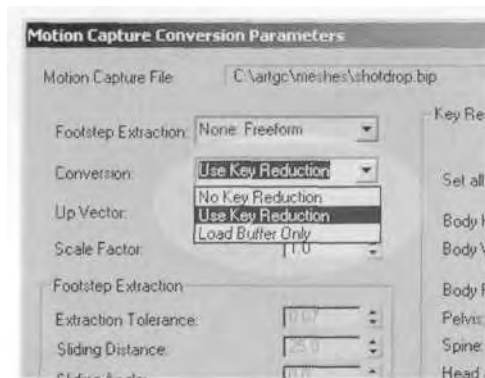 Motion Capture Conversion Parameters
Motion Capture File C:\artgc\meshes\shotdrop.bip
Key Re
Footstep Extraction: None: Freeform
Conversion: Use Key Reduction
Set all
No Key Reduction
Up Vector: Use Key Reduction
Body
Load Buffer Only
Scale Factor: 1.0
Body V
Footstep Extraction
Body
Extraction Tolerance:
Pelvis:
Sliding Distance: 25.0
Spine:
Head